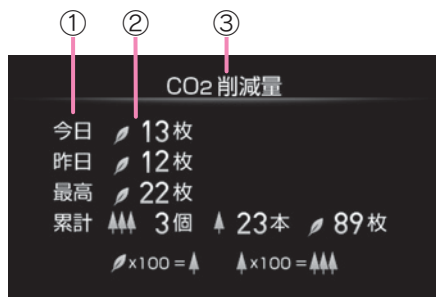 ① ② ③
CO2 削減量
今日 13枚
昨日 12枚
最高 22枚
累計 3個 23本 89枚
x100 = x100 =